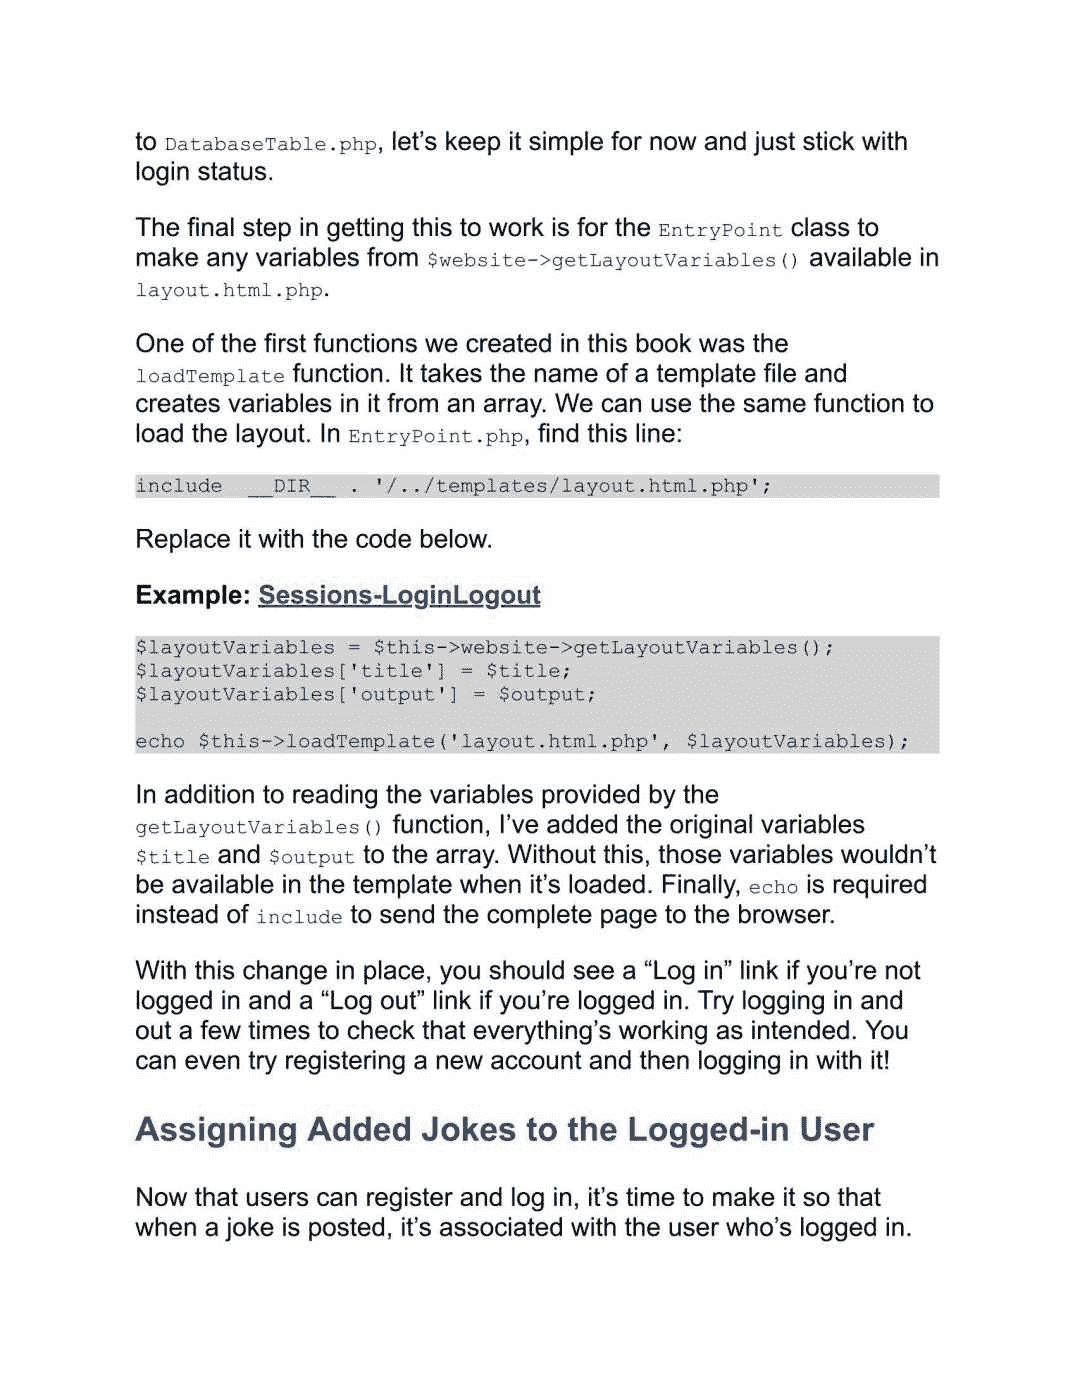 to DatabaseTable.php, let’s keep it simple for now and just stick with
login status.
The final step in getting this to work is for the EntryPoint class to
make any variables from $website->getLayoutVariables() available in
layout.html.php.
One of the first functions we created in this book was the
loadTemplate function. It takes the name of a template file and
creates variables in it from an array. We can use the same function to
load the layout. In EntryPoint.php, find this line:
include  __DIR__ . '/../templates/layout.html.php';
Replace it with the code below.
Example: Sessions-LoginLogout
$layoutVariables = $this->website->getLayoutVariables();
$layoutVariables['title'] = $title;
$layoutVariables['output'] = $output;
echo $this->loadTemplate('layout.html.php', $layoutVariables);
In addition to reading the variables provided by the
getLayoutVariables() function, I’ve added the original variables
$title and $output to the array. Without this, those variables wouldn’t
be available in the template when it’s loaded. Finally, echo is required
instead of include to send the complete page to the browser.
With this change in place, you should see a “Log in” link if you’re not
logged in and a “Log out” link if you’re logged in. Try logging in and
out a few times to check that everything’s working as intended. You
can even try registering a new account and then logging in with it!
Assigning Added Jokes to the Logged-in User
Now that users can register and log in, it’s time to make it so that
when a joke is posted, it’s associated with the user who’s logged in.